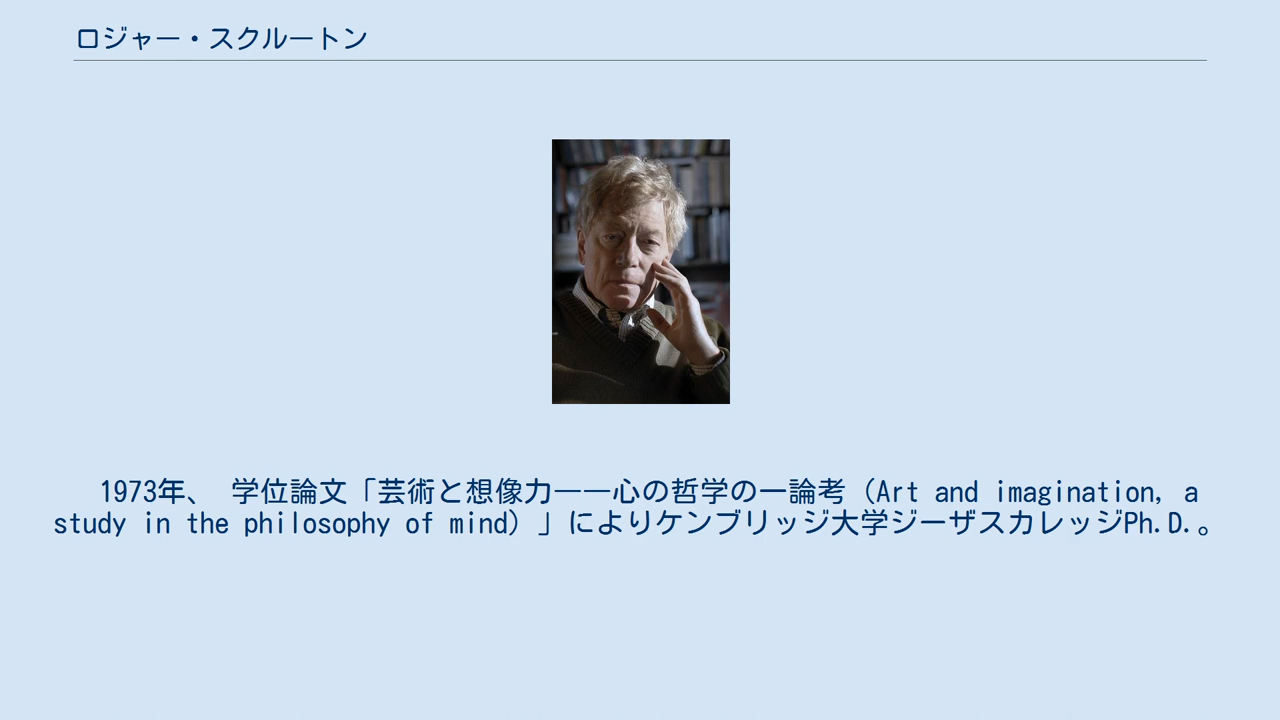 ロジャー・スクルートン
1973年、 学位論文「芸術と想像力――心の哲学の一論考（Art and imagination, a
study in the philosophy of mind）」によりケンブリッジ大学ジーザスカレッジPh.D.。